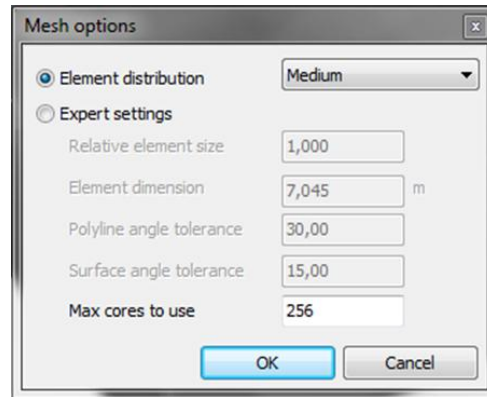 Mesh options
Element distribution Medium
Expert settings
Relative element size 1,000
Element dimension 7,045 m
Polyline angle tolerance 30,00
Surface angle tolerance 15,00
Max cores to use 256
OK Cancel